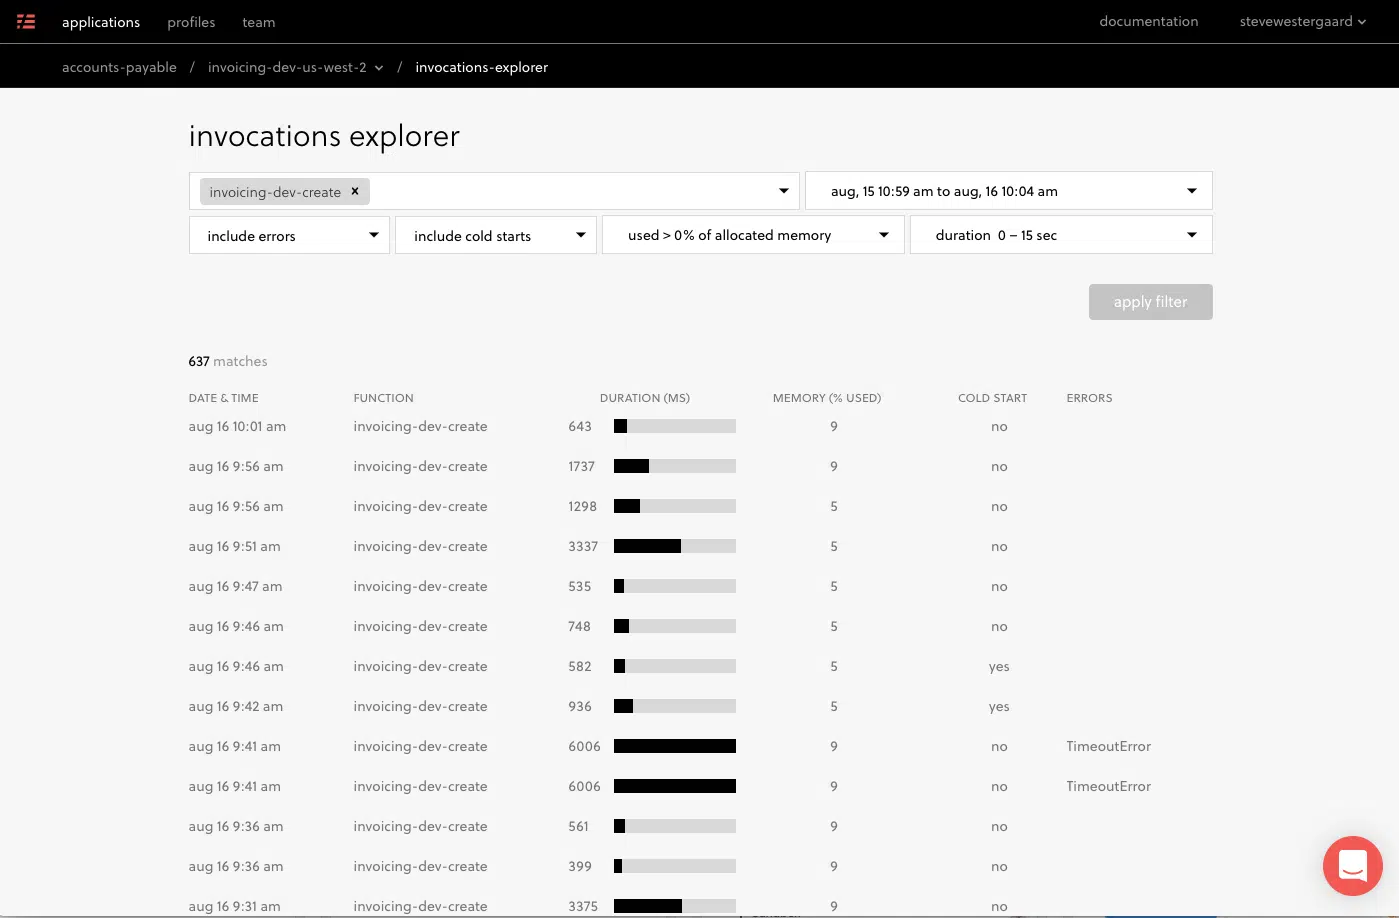 applications profiles team documentation stevewestergaard
accounts-payable / invoicing-dev-us-west-2 / invocations-explorer
invocations explorer
invoicing-dev-create × aug, 15 10:59 am to aug, 16 10:04 am
include errors include cold starts used > 0% of allocated memory duration 0 – 15 sec
apply filter
637 matches
DATE & TIME FUNCTION DURATION (MS) MEMORY (% USED) COLD START ERRORS
aug 16 10:01 am invoicing-dev-create 643 9 no
aug 16 9:56 am invoicing-dev-create 1737 9 no
aug 16 9:56 am invoicing-dev-create 1298 5 no
aug 16 9:51 am invoicing-dev-create 3337 5 no
aug 16 9:47 am invoicing-dev-create 535 5 no
aug 16 9:46 am invoicing-dev-create 748 5 no
aug 16 9:46 am invoicing-dev-create 582 5 yes
aug 16 9:42 am invoicing-dev-create 936 5 yes
aug 16 9:41 am invoicing-dev-create 6006 9 no TimeoutError
aug 16 9:41 am invoicing-dev-create 6006 9 no TimeoutError
aug 16 9:36 am invoicing-dev-create 561 9 no
aug 16 9:36 am invoicing-dev-create 399 9 no
aug 16 9:31 am invoicing-dev-create 3375 9 no